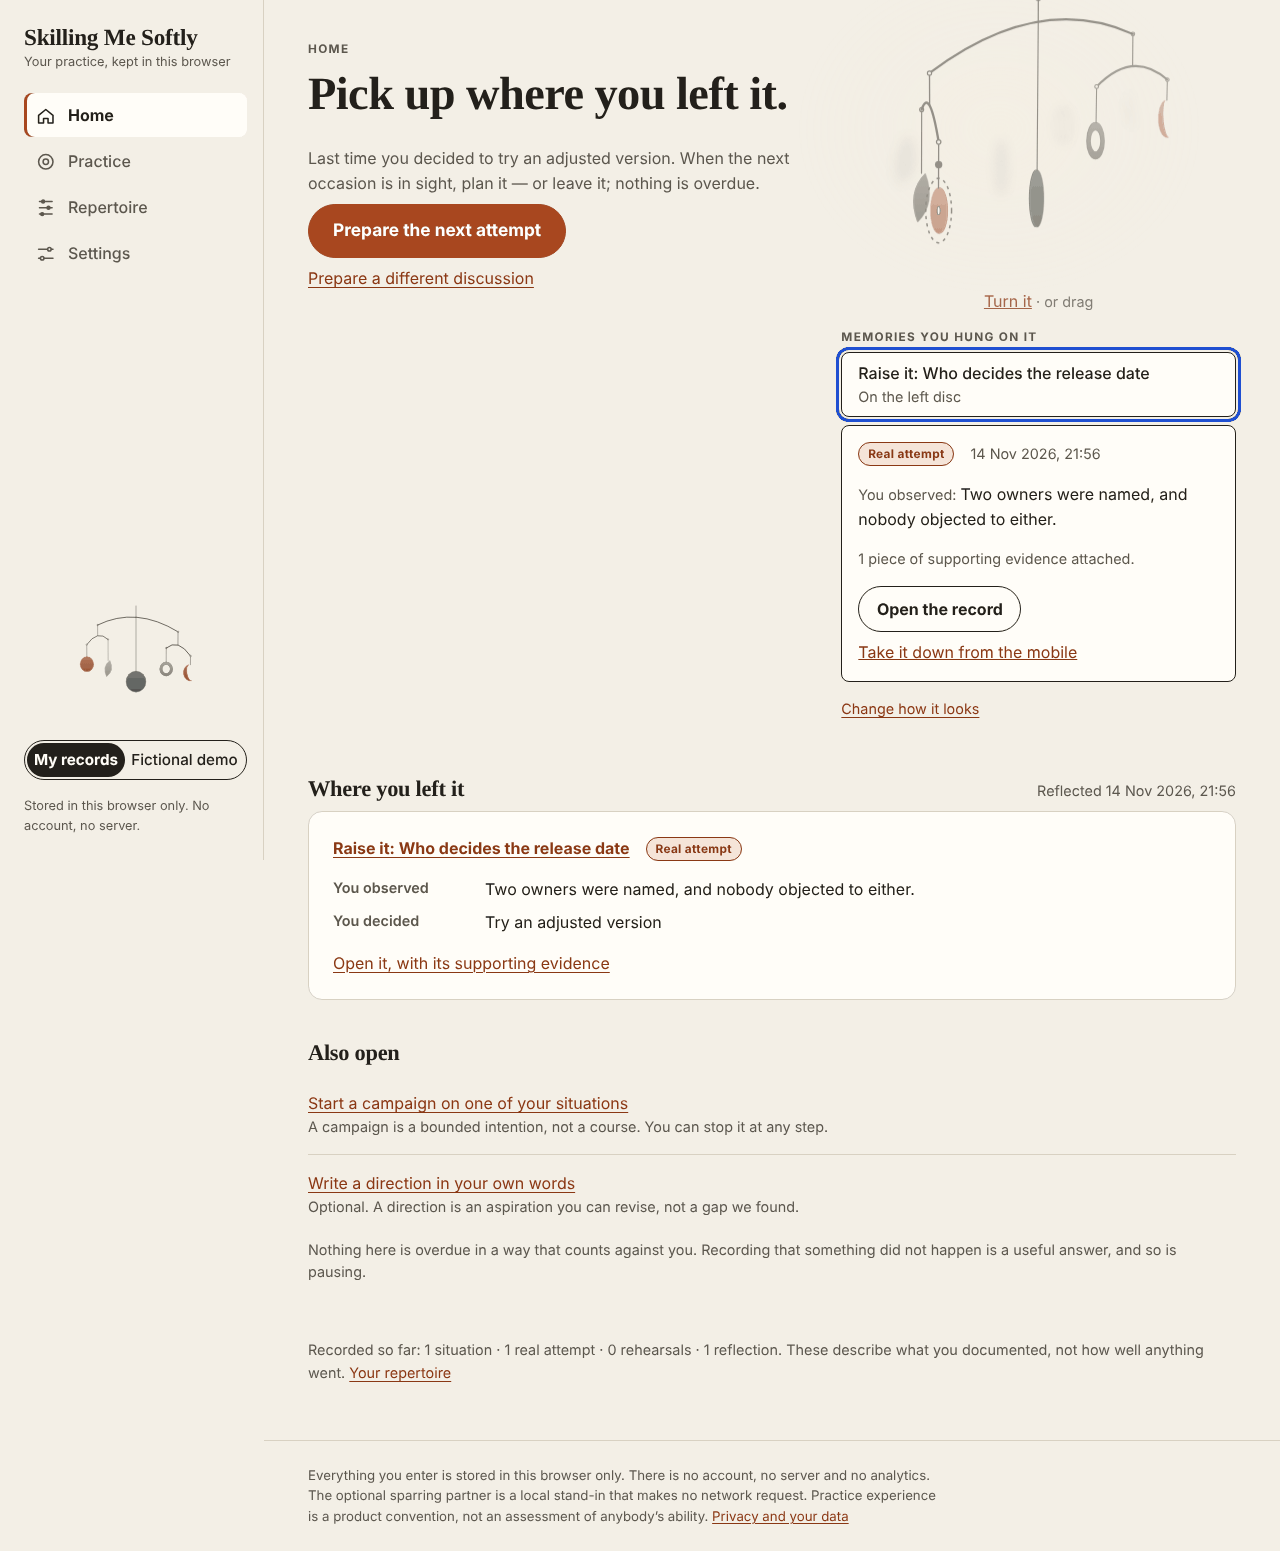 Skilling Me Softly
Your practice, kept in this browser
Home
Practice
Repertoire
Settings
My records
Fictional demo
Stored in this browser only. No
account, no server.
HOME
Pick up where you left it.
Last time you decided to try an adjusted version. When the next
occasion is in sight, plan it — or leave it; nothing is overdue.
Prepare the next attempt
Prepare a different discussion
Turn it · or drag
MEMORIES YOU HUNG ON IT
Raise it: Who decides the release date
On the left disc
Real attempt 14 Nov 2026, 21:56
You observed: Two owners were named, and
nobody objected to either.
1 piece of supporting evidence attached.
Open the record
Take it down from the mobile
Change how it looks
Where you left it
Reflected 14 Nov 2026, 21:56
Raise it: Who decides the release date Real attempt
You observed Two owners were named, and nobody objected to either.
You decided Try an adjusted version
Open it, with its supporting evidence
Also open
Start a campaign on one of your situations
A campaign is a bounded intention, not a course. You can stop it at any step.
Write a direction in your own words
Optional. A direction is an aspiration you can revise, not a gap we found.
Nothing here is overdue in a way that counts against you. Recording that something did not happen is a useful answer, and so is
pausing.
Recorded so far: 1 situation · 1 real attempt · 0 rehearsals · 1 reflection. These describe what you documented, not how well anything
went. Your repertoire
Everything you enter is stored in this browser only. There is no account, no server and no analytics.
The optional sparring partner is a local stand-in that makes no network request. Practice experience
is a product convention, not an assessment of anybody’s ability. Privacy and your data